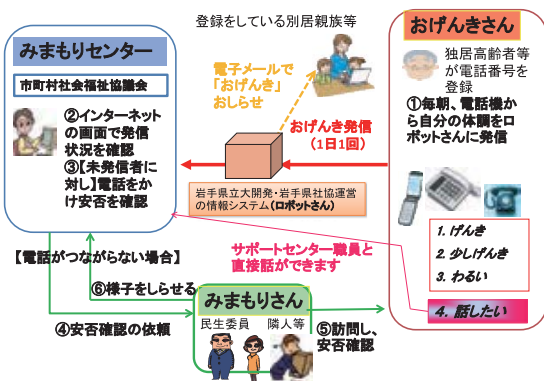 登録をしている別居親族等
みまもりセンター
市町村社会福祉協議会
②インターネット
の画面で発信
状況を確認
③【未発信者に
対し】電話をか
け安否を確認
電子メールで
「おげんき」
おしらせ
おげんき発信
(1日1回)
岩手県立大開発・岩手県社協運営
の情報システム(ロボットさん)
おげんきさん
独居高齢者等
が電話番号を
登録
①毎朝、電話機か
ら自分の体調をロ
ボットさんに発信
1. げんき
2. 少しげんき
3. わるい
4. 話したい
サポートセンター職員と
直接話ができます
【電話がつながらない場合】
⑥様子をしらせる
④安否確認の依頼
みまもりさん
民生委員 隣人等
⑤訪問し、
安否確認